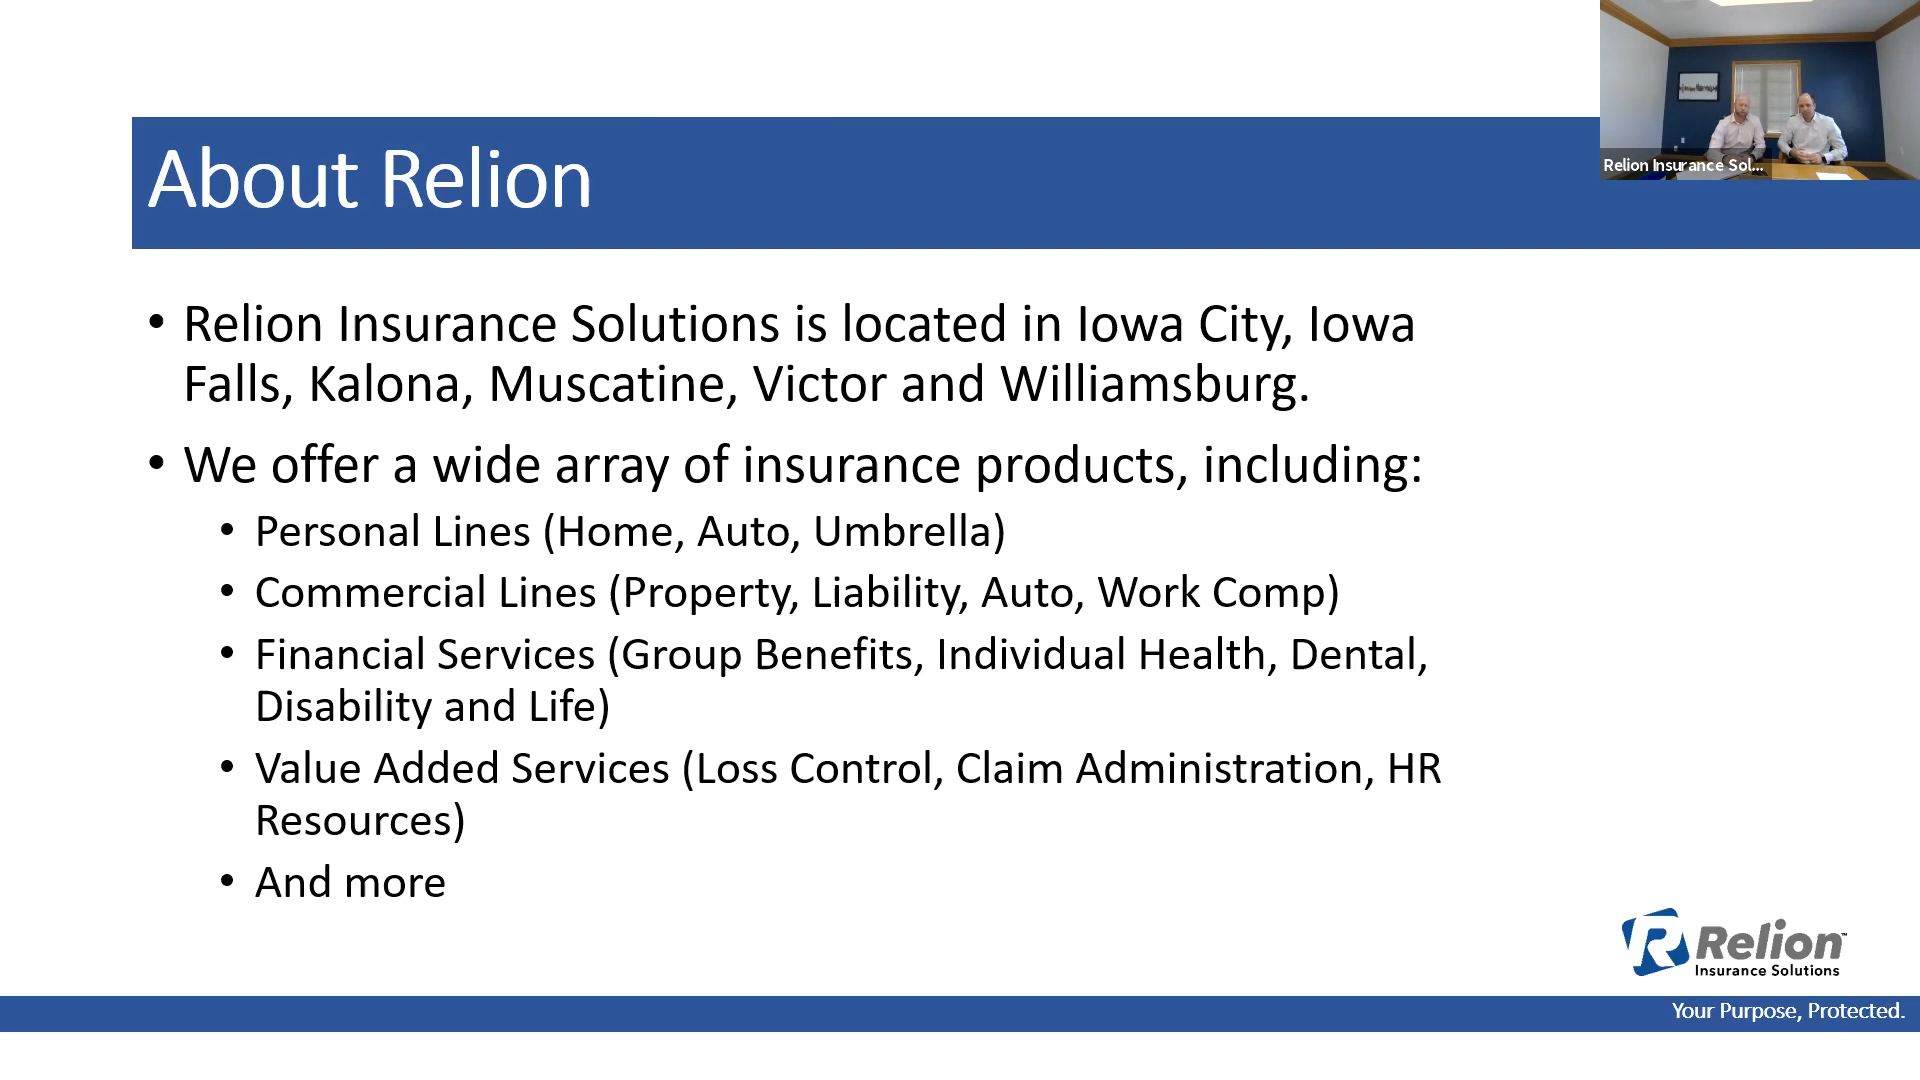 Relion Insurance Sol...
About Relion
• Relion Insurance Solutions is located in Iowa City, Iowa
Falls, Kalona, Muscatine, Victor and Williamsburg.
• We offer a wide array of insurance products, including:
• Personal Lines (Home, Auto, Umbrella)
• Commercial Lines (Property, Liability, Auto, Work Comp)
• Financial Services (Group Benefits, Individual Health, Dental,
Disability and Life)
• Value Added Services (Loss Control, Claim Administration, HR
Resources)
• And more
Relion™
Insurance Solutions
Your Purpose, Protected.